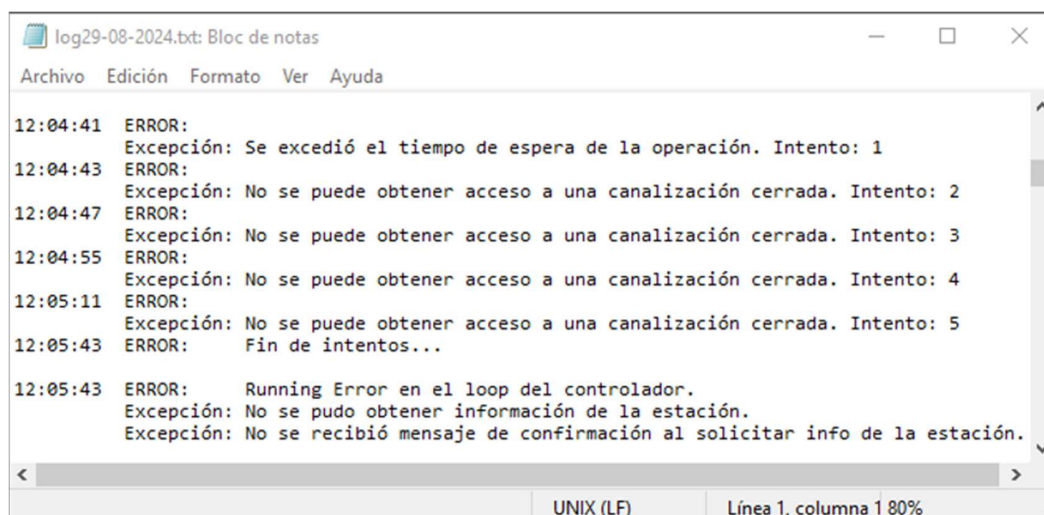 log29-08-2024.txt: Bloc de notas
Archivo Edición Formato Ver Ayuda
12:04:41 ERROR:
Excepción: Se excedió el tiempo de espera de la operación. Intento: 1
12:04:43 ERROR:
Excepción: No se puede obtener acceso a una canalización cerrada. Intento: 2
12:04:47 ERROR:
Excepción: No se puede obtener acceso a una canalización cerrada. Intento: 3
12:04:55 ERROR:
Excepción: No se puede obtener acceso a una canalización cerrada. Intento: 4
12:05:11 ERROR:
Excepción: No se puede obtener acceso a una canalización cerrada. Intento: 5
12:05:43 ERROR: Fin de intentos...
12:05:43 ERROR: Running Error en el loop del controlador.
Excepción: No se pudo obtener información de la estación.
Excepción: No se recibió mensaje de confirmación al solicitar info de la estación.
UNIX (LF) Línea 1, columna 1 80%